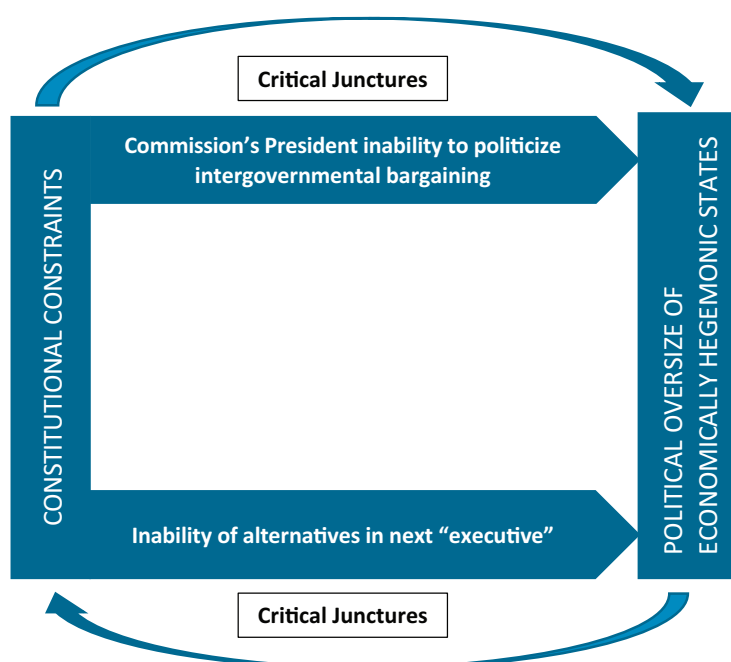 Critical Junctures
Commission's President inability to politicize
intergovernmental bargaining
CONSTITUTIONAL CONSTRAINTS
POLITICAL OVERSIZE OF
ECONOMICALLY HEGEMONIC STATES
Inability of alternatives in next “executive”
Critical Junctures